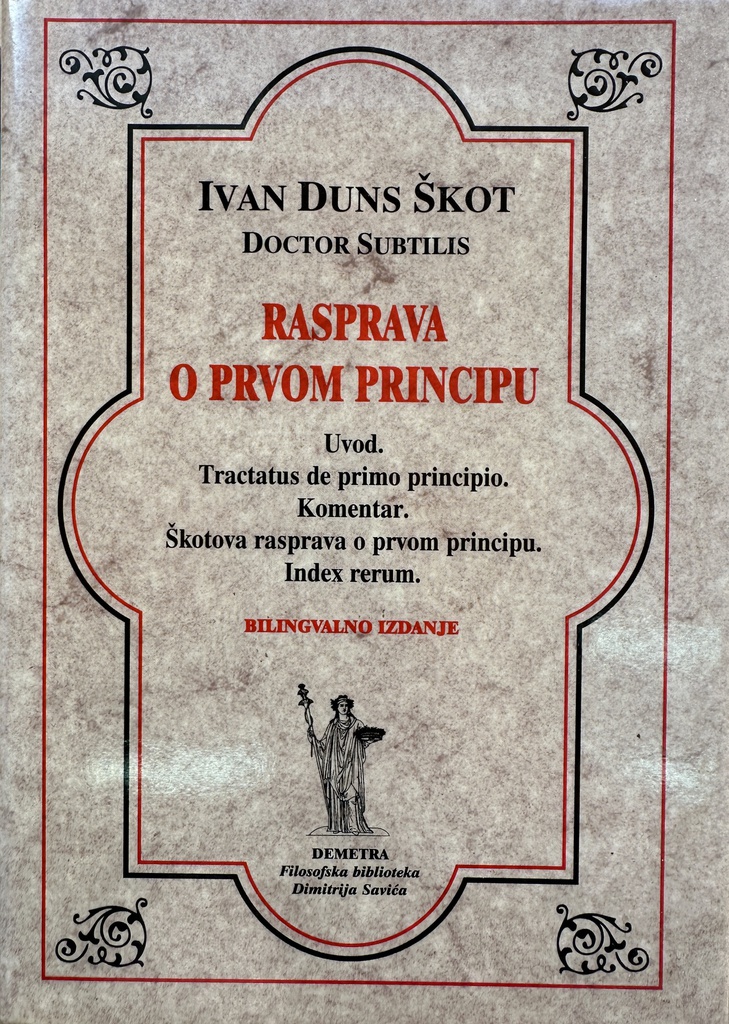 IVAN DUNS ŠKOT
DOCTOR SUBTILIS
RASPRAVA
O PRVOM PRINCIPU
Uvod.
Tractatus de primo principio.
Komentar.
Škotova rasprava o prvom principu.
Index rerum.
BILINGVALNO IZDANJE
DEMETRA
Filosofska biblioteka
Dimitrija Savića